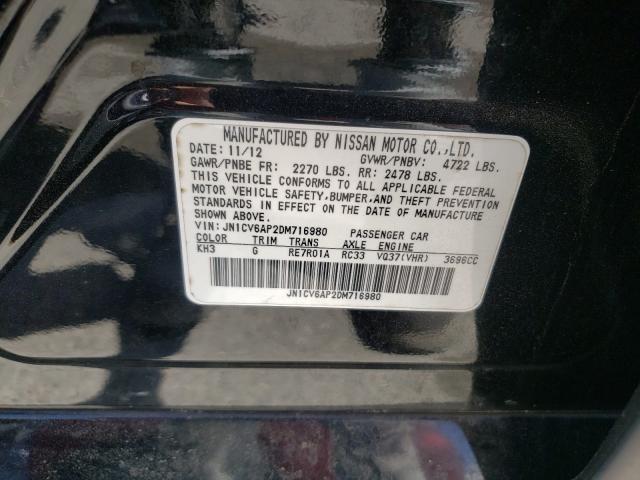 MANUFACTURED BY NISSAN MOTOR CO.,LTD.
DATE: 11/12 GVWR/PNBV: 4722 LBS.
GAWR/PNBE FR: 2270 LBS. RR: 2478 LBS.
THIS VEHICLE CONFORMS TO ALL APPLICABLE FEDERAL
MOTOR VEHICLE SAFETY,BUMPER,AND THEFT PREVENTION
STANDARDS IN EFFECT ON THE DATE OF MANUFACTURE
SHOWN ABOVE.
VIN: JN1CV6AP2DM716980 PASSENGER CAR
COLOR TRIM TRANS AXLE ENGINE
KH3 G RE7R01A RC33 VQ37(VHR) 3696CC
JN1CV6AP2DM716980